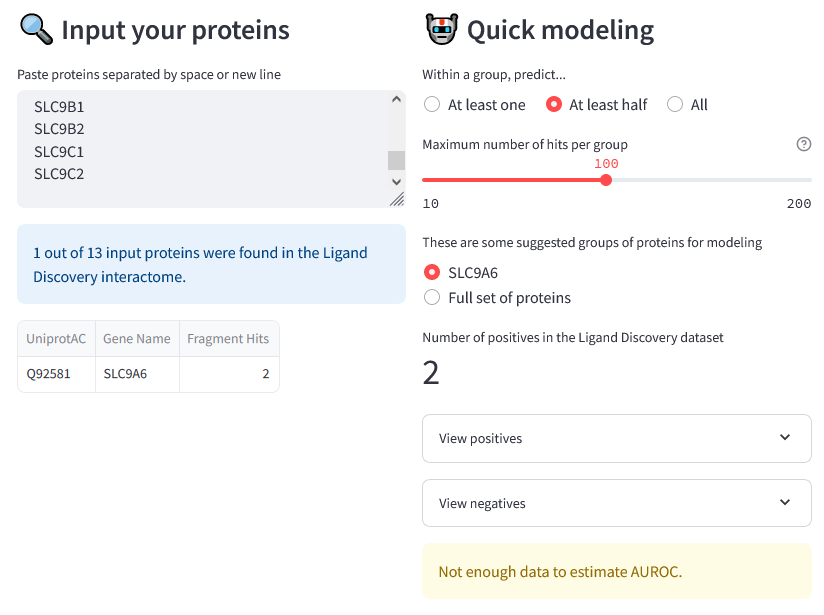 Input your proteins
Paste proteins separated by space or new line
SLC9B1
SLC9B2
SLC9C1
SLC9C2
1 out of 13 input proteins were found in the Ligand
Discovery interactome.
UniprotAC Gene Name Fragment Hits
Q92581 SLC9A6 2
Quick modeling
Within a group, predict...
At least one At least half All
Maximum number of hits per group
100
10 200
These are some suggested groups of proteins for modeling
SLC9A6
Full set of proteins
Number of positives in the Ligand Discovery dataset
2
View positives
View negatives
Not enough data to estimate AUROC.